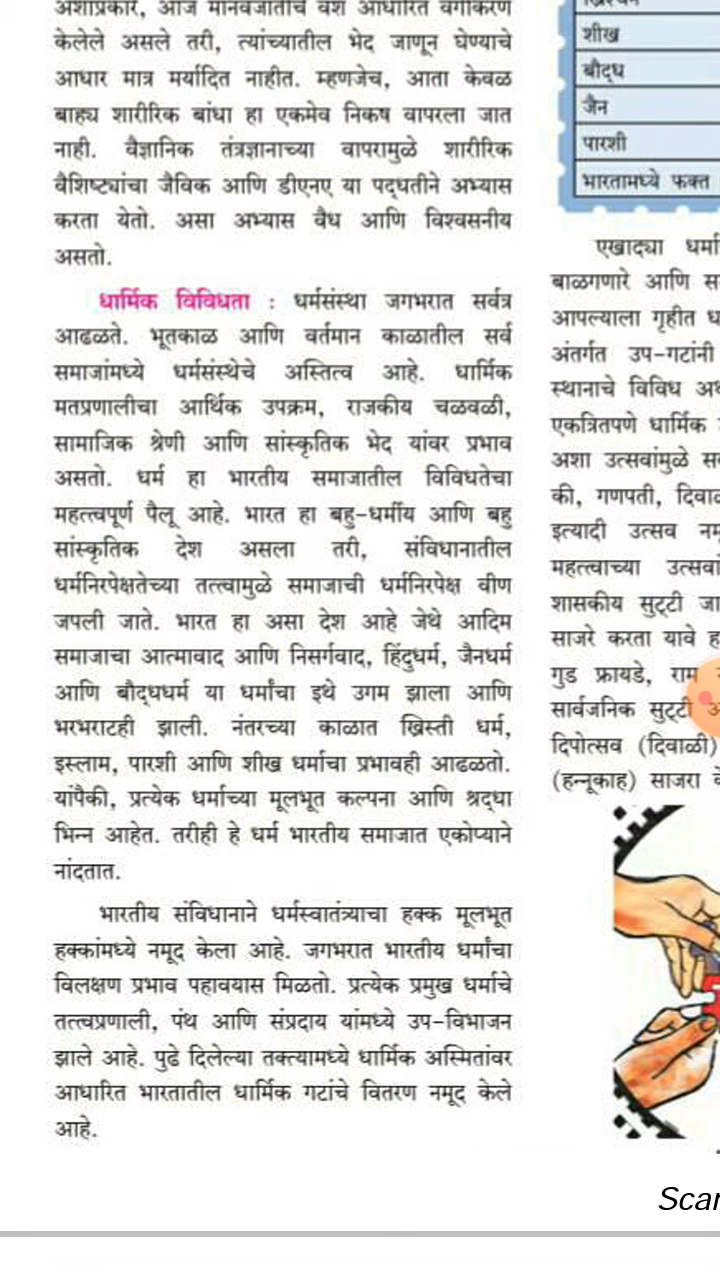 अशाप्रकारे, आज मानवजातीचे वंश आधारित वर्गीकरण
केलेले असले तरी, त्यांच्यातील भेद जाणून घेण्याचे
आधार मात्र मर्यादित नाहीत. म्हणजेच, आता केवळ
बाह्य शारीरिक बांधा हा एकमेव निकष वापरला जात
नाही. वैज्ञानिक तंत्रज्ञानाच्या वापरामुळे शारीरिक
वैशिष्ट्यांचा जैविक आणि डीएनए या पद्धतीने अभ्यास
करता येतो. असा अभ्यास वैध आणि विश्वसनीय
असतो.
धार्मिक विविधता : धर्मसंस्था जगभरात सर्वत्र
आढळते. भूतकाळ आणि वर्तमान काळातील सर्व
समाजांमध्ये धर्मसंस्थेचे अस्तित्व आहे. धार्मिक
मतप्रणालीचा आर्थिक उपक्रम, राजकीय चळवळी,
सामाजिक श्रेणी आणि सांस्कृतिक भेद यांवर प्रभाव
असतो. धर्म हा भारतीय समाजातील विविधतेचा
महत्त्वपूर्ण पैलू आहे. भारत हा बहु-धर्मीय आणि बहु
सांस्कृतिक देश असला तरी, संविधानातील
धर्मनिरपेक्षतेच्या तत्त्वामुळे समाजाची धर्मनिरपेक्ष वीण
जपली जाते. भारत हा असा देश आहे जेथे आदिम
समाजाचा आत्मावाद आणि निसर्गवाद, हिंदुधर्म, जैनधर्म
आणि बौद्धधर्म या धर्मांचा इथे उगम झाला आणि
भरभराटही झाली. नंतरच्या काळात ख्रिस्ती धर्म,
इस्लाम, पारशी आणि शीख धर्माचा प्रभावही आढळतो.
यांपैकी, प्रत्येक धर्माच्या मूलभूत कल्पना आणि श्रद्धा
भिन्न आहेत. तरीही हे धर्म भारतीय समाजात एकोप्याने
नांदतात.
भारतीय संविधानाने धर्मस्वातंत्र्याचा हक्क मूलभूत
हक्कांमध्ये नमूद केला आहे. जगभरात भारतीय धर्मांचा
विलक्षण प्रभाव पहावयास मिळतो. प्रत्येक प्रमुख धर्माचे
तत्त्वप्रणाली, पंथ आणि संप्रदाय यांमध्ये उप-विभाजन
झाले आहे. पुढे दिलेल्या तक्त्यामध्ये धार्मिक अस्मितांवर
आधारित भारतातील धार्मिक गटांचे वितरण नमूद केले
आहे.
शीख
बौद्ध
जैन
पारशी
भारतामध्ये फक्त
एखाद्या
बाळगणारे आणि
आपल्याला गृहीत
अंतर्गत उप-गटांनी
स्थानाचे विविध
एकत्रितपणे धार्मिक
अशा उत्सवांमुळे
की, गणपती,
इत्यादी उत्सव
महत्त्वाच्या
शासकीय सुट्टी
साजरे करता यावे
गुड फ्रायडे, राम
सार्वजनिक सुट्टी
दिपोत्सव (दिवाळी)
(हन्नूकाह) साजरा